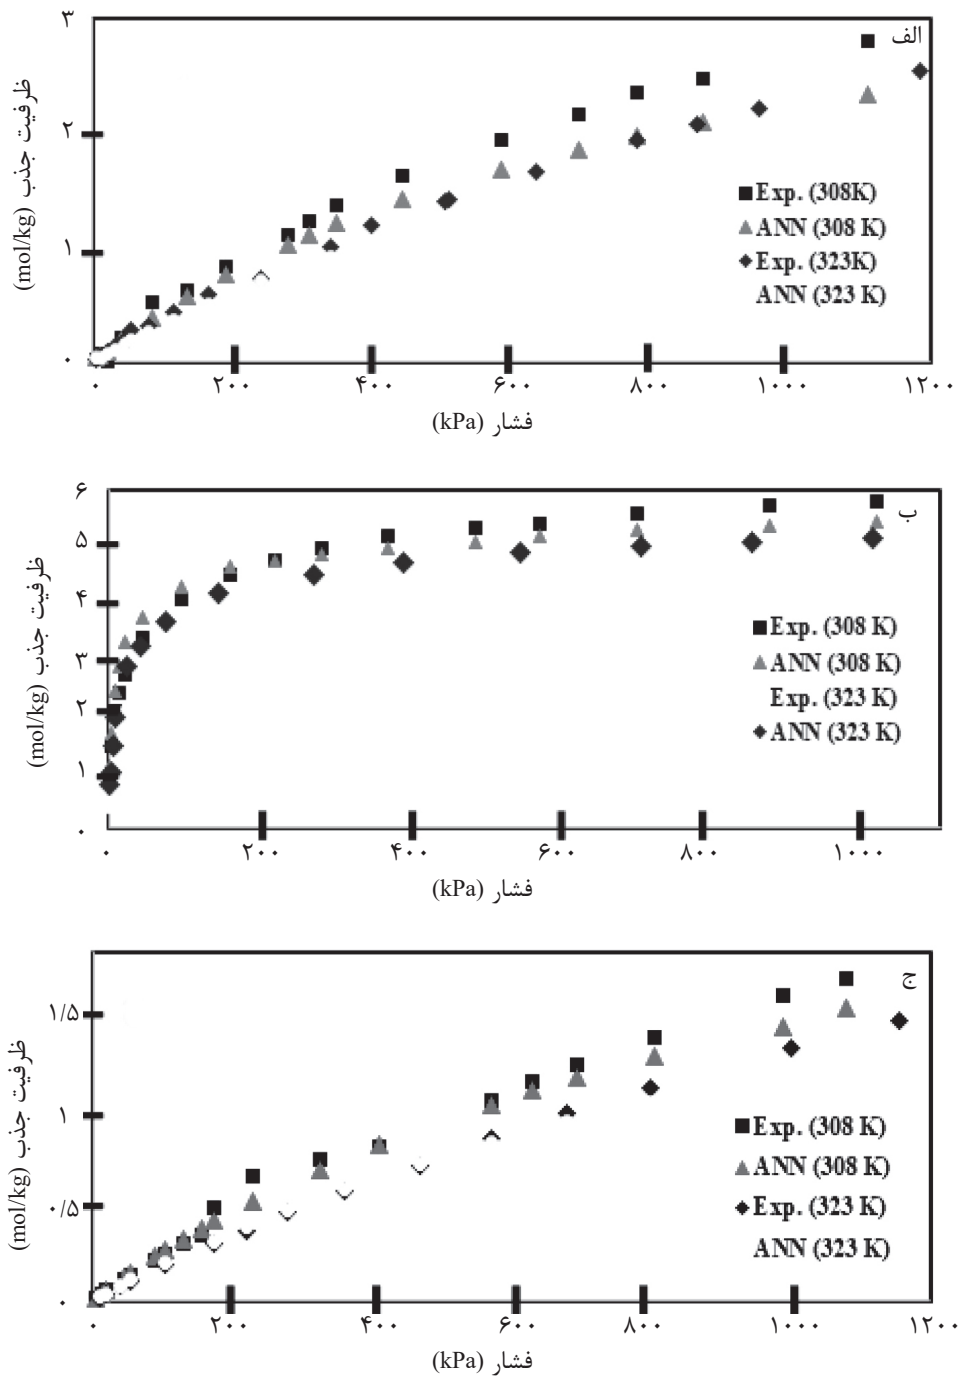 الف
۳
۲
۱
۰
ظرفیت جذب (mol/kg)
Exp. (308K)
ANN (308 K)
Exp. (323K)
ANN (323 K)
۰ ۲۰۰ ۴۰۰ ۶۰۰ ۸۰۰ ۱۰۰۰ ۱۲۰۰
فشار (kPa)
ب
۶
۵
۴
۳
۲
۱
۰
ظرفیت جذب (mol/kg)
Exp. (308 K)
ANN (308 K)
Exp. (323 K)
ANN (323 K)
۰ ۲۰۰ ۴۰۰ ۶۰۰ ۸۰۰ ۱۰۰۰
فشار (kPa)
ج
۱/۵
۱
۰/۵
۰
ظرفیت جذب (mol/kg)
Exp. (308 K)
ANN (308 K)
Exp. (323 K)
ANN (323 K)
۰ ۲۰۰ ۴۰۰ ۶۰۰ ۸۰۰ ۱۰۰۰ ۱۲۰۰
فشار (kPa)